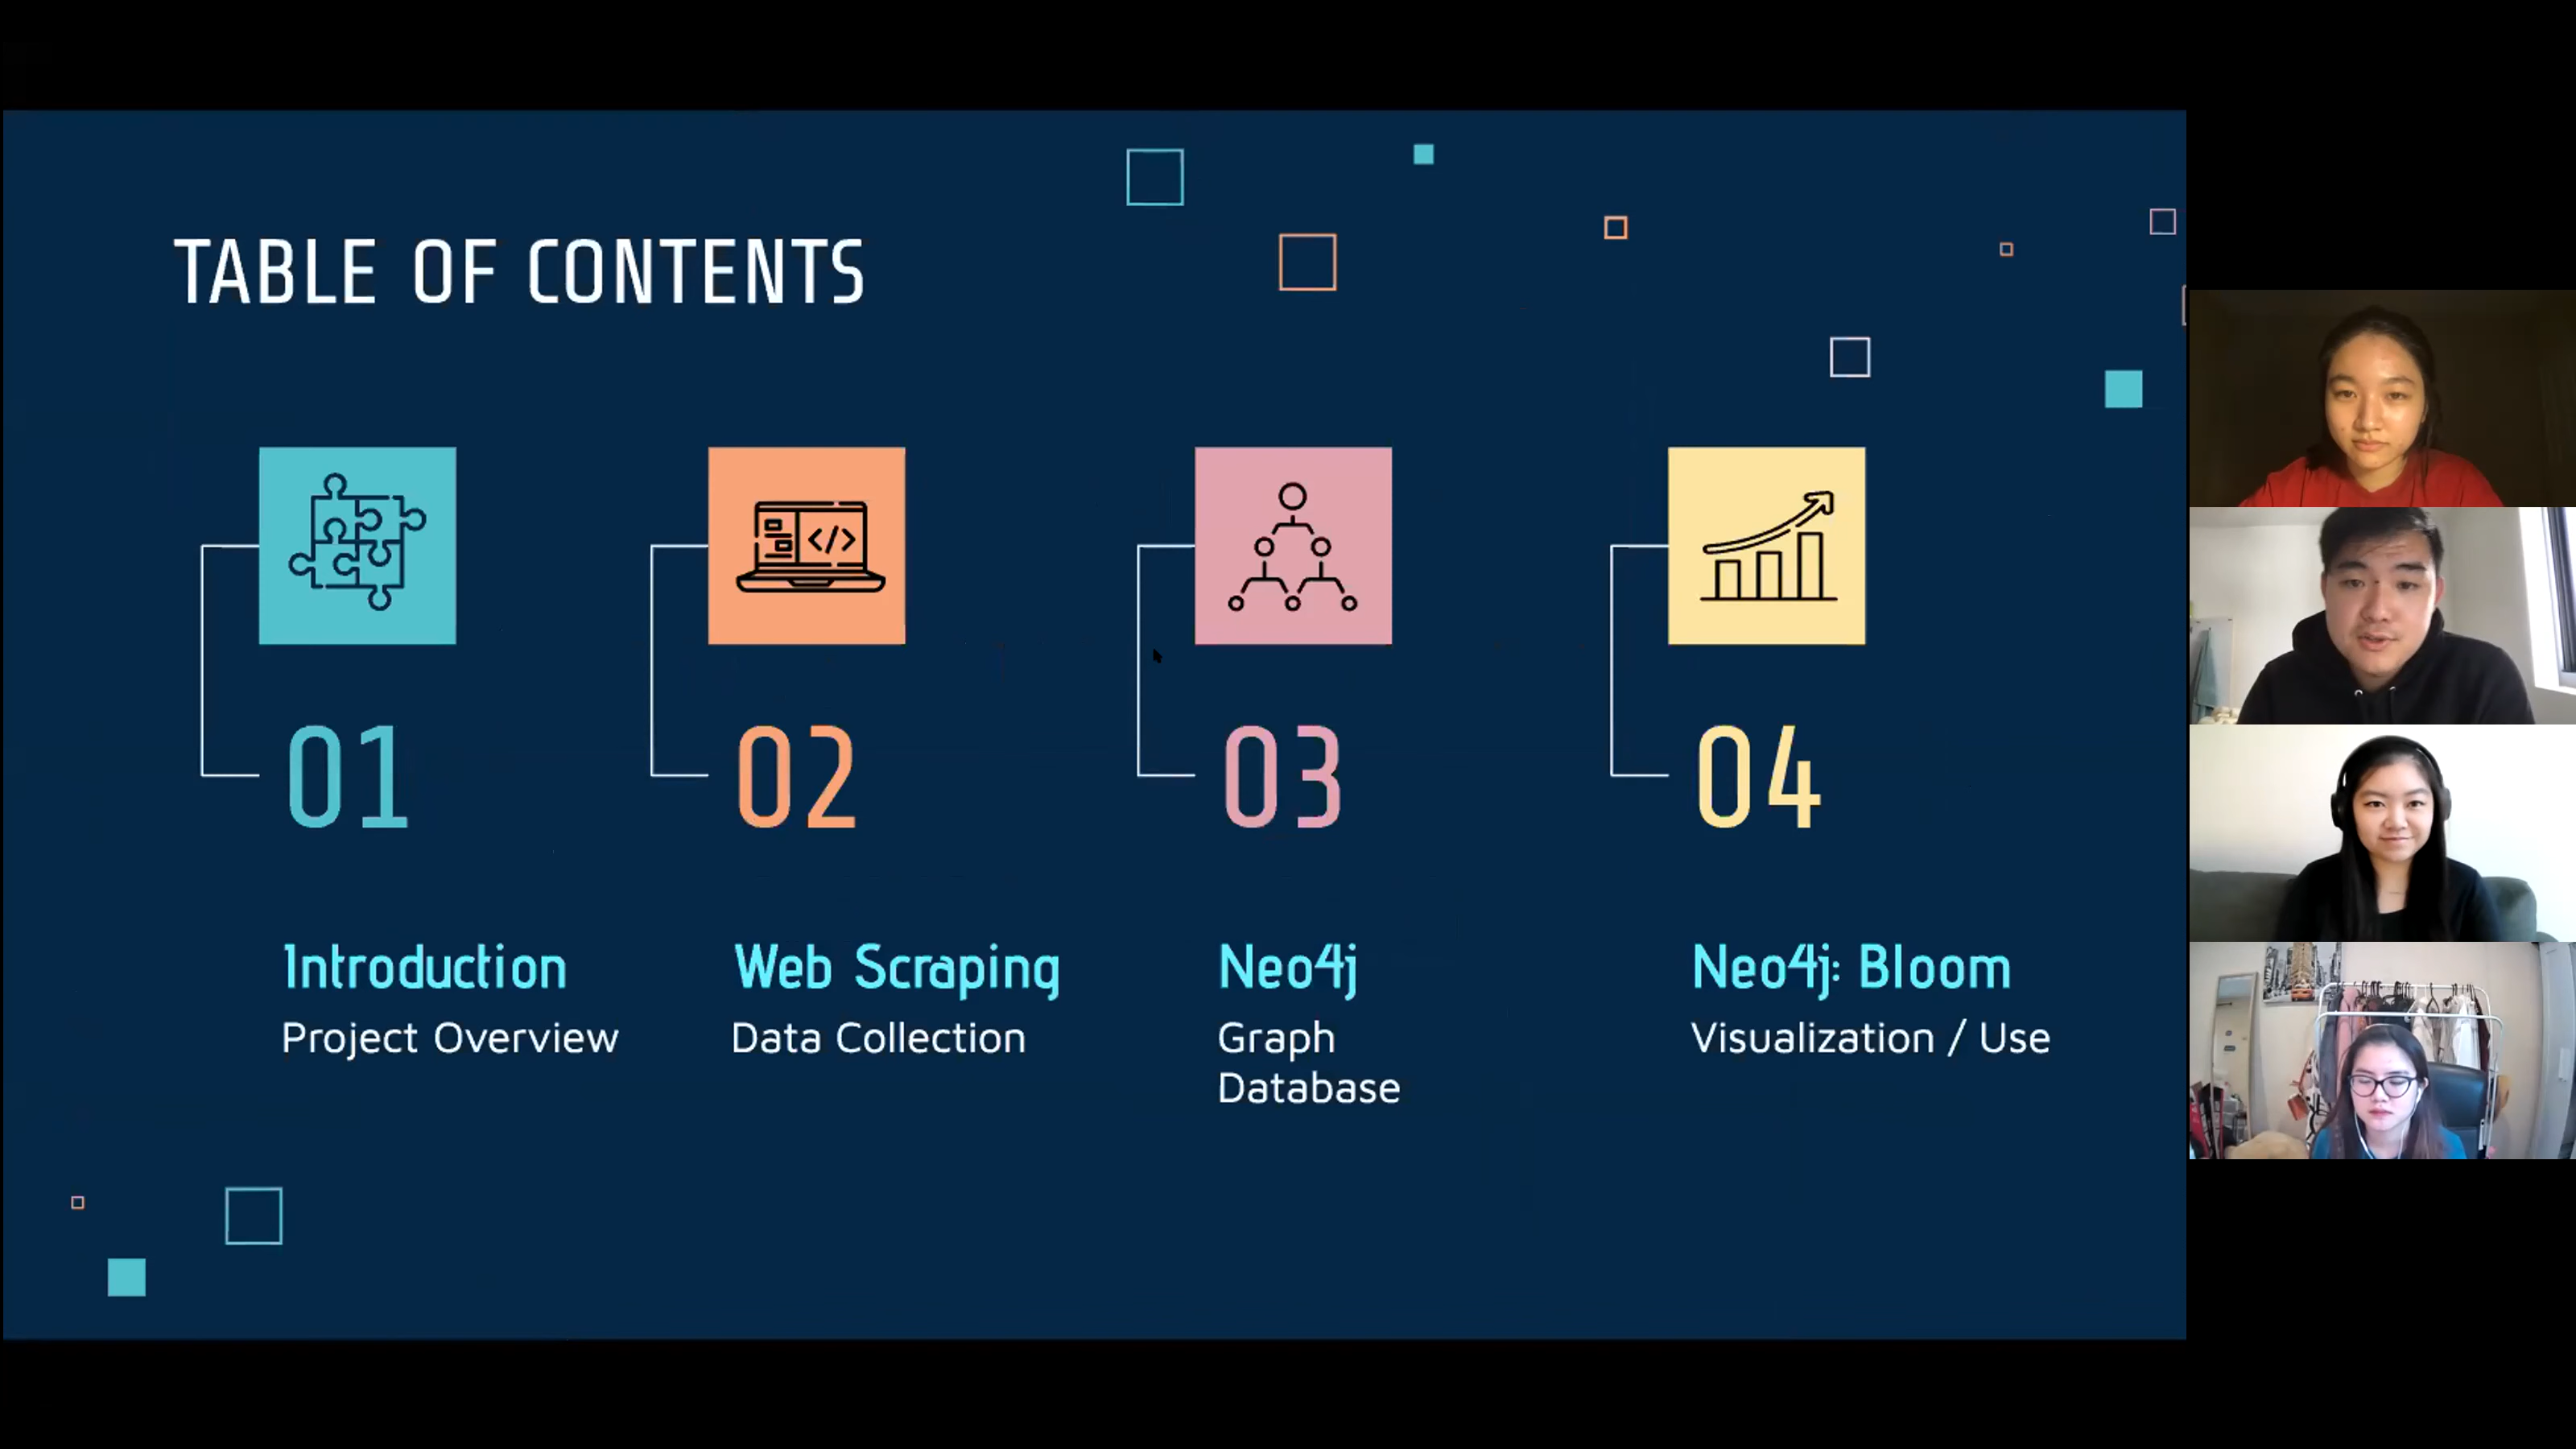 TABLE OF CONTENTS
01
02
03
04
Introduction
Project Overview
Web Scraping
Data Collection
Neo4j
Graph
Database
Neo4j: Bloom
Visualization / Use